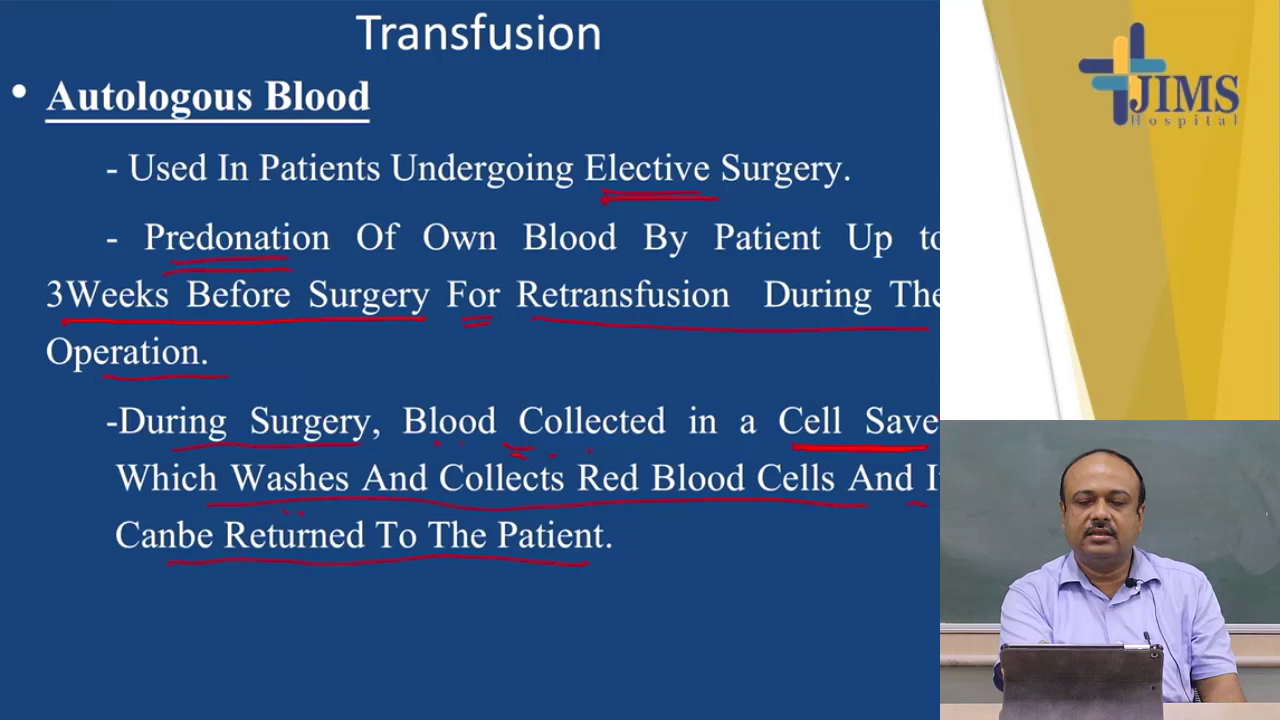 Transfusion
• Autologous Blood
- Used In Patients Undergoing Elective Surgery.
- Predonation Of Own Blood By Patient Up to
3Weeks Before Surgery For Retransfusion During The
Operation.
-During Surgery, Blood Collected in a Cell Save
Which Washes And Collects Red Blood Cells And
Canbe Returned To The Patient.
JIMS
Hospital